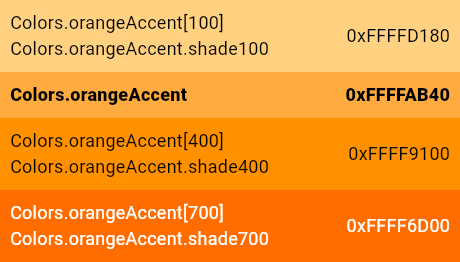 Colors.orangeAccent[100]
Colors.orangeAccent.shade100
0xFFFFD180
Colors.orangeAccent
0xFFFFAB40
Colors.orangeAccent[400]
Colors.orangeAccent.shade400
0xFFFF9100
Colors.orangeAccent[700]
Colors.orangeAccent.shade700
0xFFFF6D00